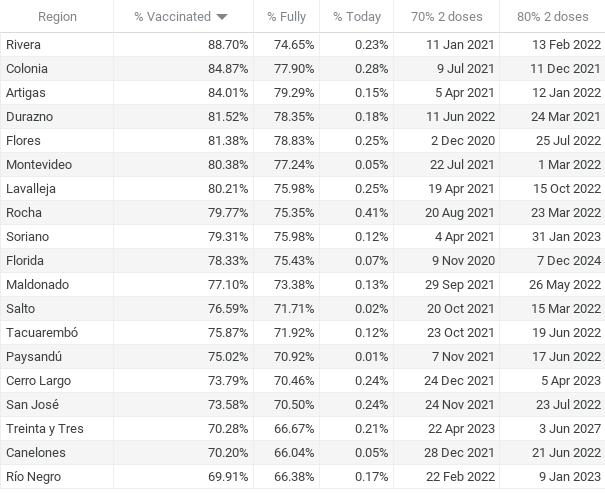 Region % Vaccinated % Fully % Today 70% 2 doses 80% 2 doses
Rivera 88.70% 74.65% 0.23% 11 Jan 2021 13 Feb 2022
Colonia 84.87% 77.90% 0.28% 9 Jul 2021 11 Dec 2021
Artigas 84.01% 79.29% 0.15% 5 Apr 2021 12 Jan 2022
Durazno 81.52% 78.35% 0.18% 11 Jun 2022 24 Mar 2021
Flores 81.38% 78.83% 0.25% 2 Dec 2020 25 Jul 2022
Montevideo 80.38% 77.24% 0.05% 22 Jul 2021 1 Mar 2022
Lavalleja 80.21% 75.98% 0.25% 19 Apr 2021 15 Oct 2022
Rocha 79.77% 75.35% 0.41% 20 Aug 2021 23 Mar 2022
Soriano 79.31% 75.98% 0.12% 4 Apr 2021 31 Jan 2023
Florida 78.33% 75.43% 0.07% 9 Nov 2020 7 Dec 2024
Maldonado 77.10% 73.38% 0.13% 29 Sep 2021 26 May 2022
Salto 76.59% 71.71% 0.02% 20 Oct 2021 15 Mar 2022
Tacuarembó 75.87% 71.92% 0.12% 23 Oct 2021 19 Jun 2022
Paysandú 75.02% 70.92% 0.01% 7 Nov 2021 17 Jun 2022
Cerro Largo 73.79% 70.46% 0.24% 24 Dec 2021 5 Apr 2023
San José 73.58% 70.50% 0.24% 24 Nov 2021 23 Jul 2022
Treinta y Tres 70.28% 66.67% 0.21% 22 Apr 2023 3 Jun 2027
Canelones 70.20% 66.04% 0.05% 28 Dec 2021 21 Jun 2022
Río Negro 69.91% 66.38% 0.17% 22 Feb 2022 9 Jan 2023